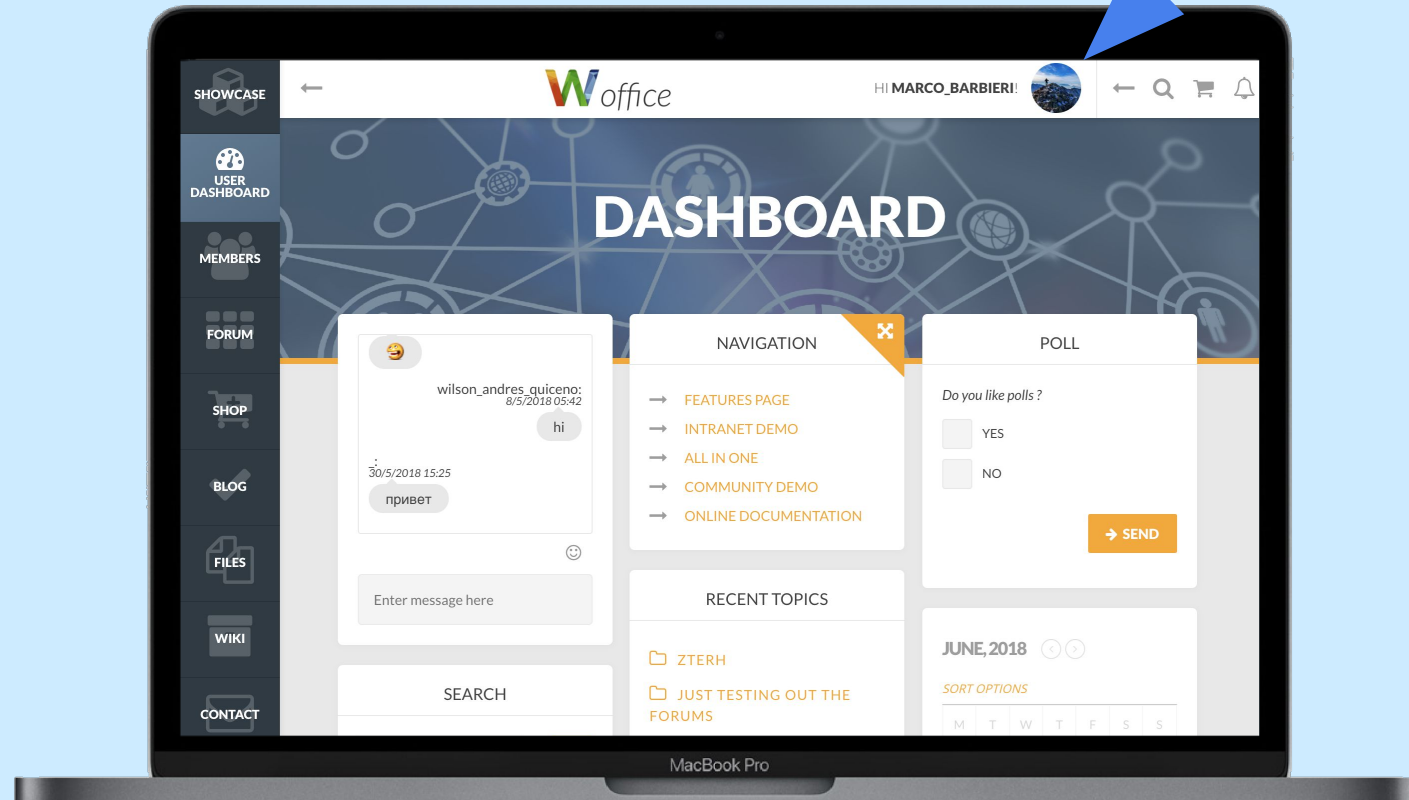 SHOWCASE
USER
DASHBOARD
MEMBERS
FORUM
SHOP
BLOG
FILES
WIKI
CONTACT
Woffice
HI MARCO_BARBIERI!
DASHBOARD
wilson_andres_quiceno:
8/5/2018 05:42
hi
_:
30/5/2018 15:25
привет
Enter message here
SEARCH
NAVIGATION
FEATURES PAGE
INTRANET DEMO
ALL IN ONE
COMMUNITY DEMO
ONLINE DOCUMENTATION
RECENT TOPICS
ZTERH
JUST TESTING OUT THE
FORUMS
POLL
Do you like polls ?
YES
NO
SEND
JUNE, 2018
SORT OPTIONS
M T W T F S S
MacBook Pro